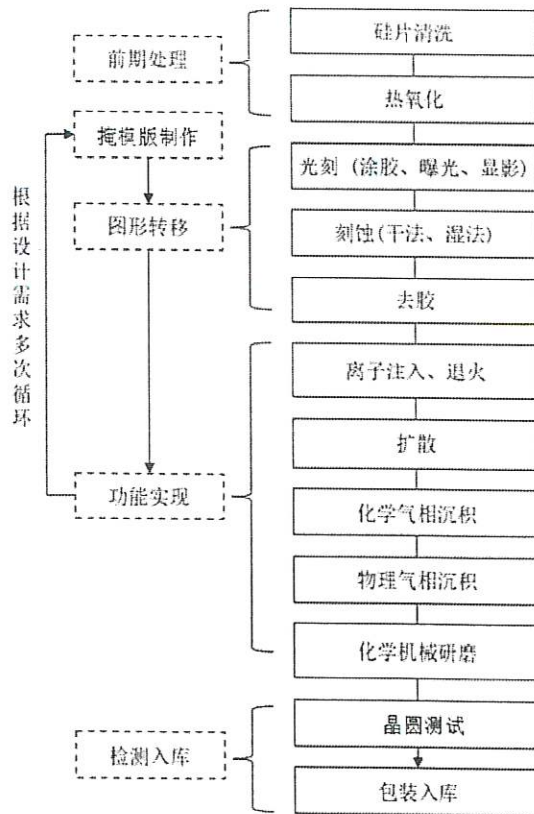 硅片清洗
前期处理
热氧化
掩模版制作
光刻（涂胶、曝光、显影）
图形转移
刻蚀(干法、湿法)
去胶
根据设计需求多次循环
离子注入、退火
扩散
功能实现
化学气相沉积
物理气相沉积
化学机械研磨
晶圆测试
检测入库
包装入库